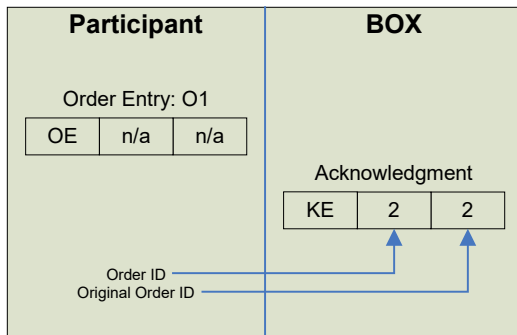 Participant BOX
Order Entry: O1
OE n/a n/a
Acknowledgment
KE 2 2
Order ID
Original Order ID